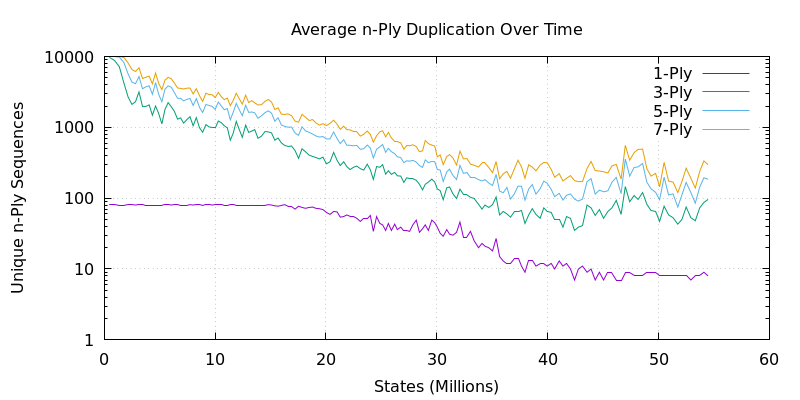 Average n-Ply Duplication Over Time
Unique n-Ply Sequences
10000
1000
100
10
1
1-Ply
3-Ply
5-Ply
7-Ply
0 10 20 30 40 50 60
States (Millions)